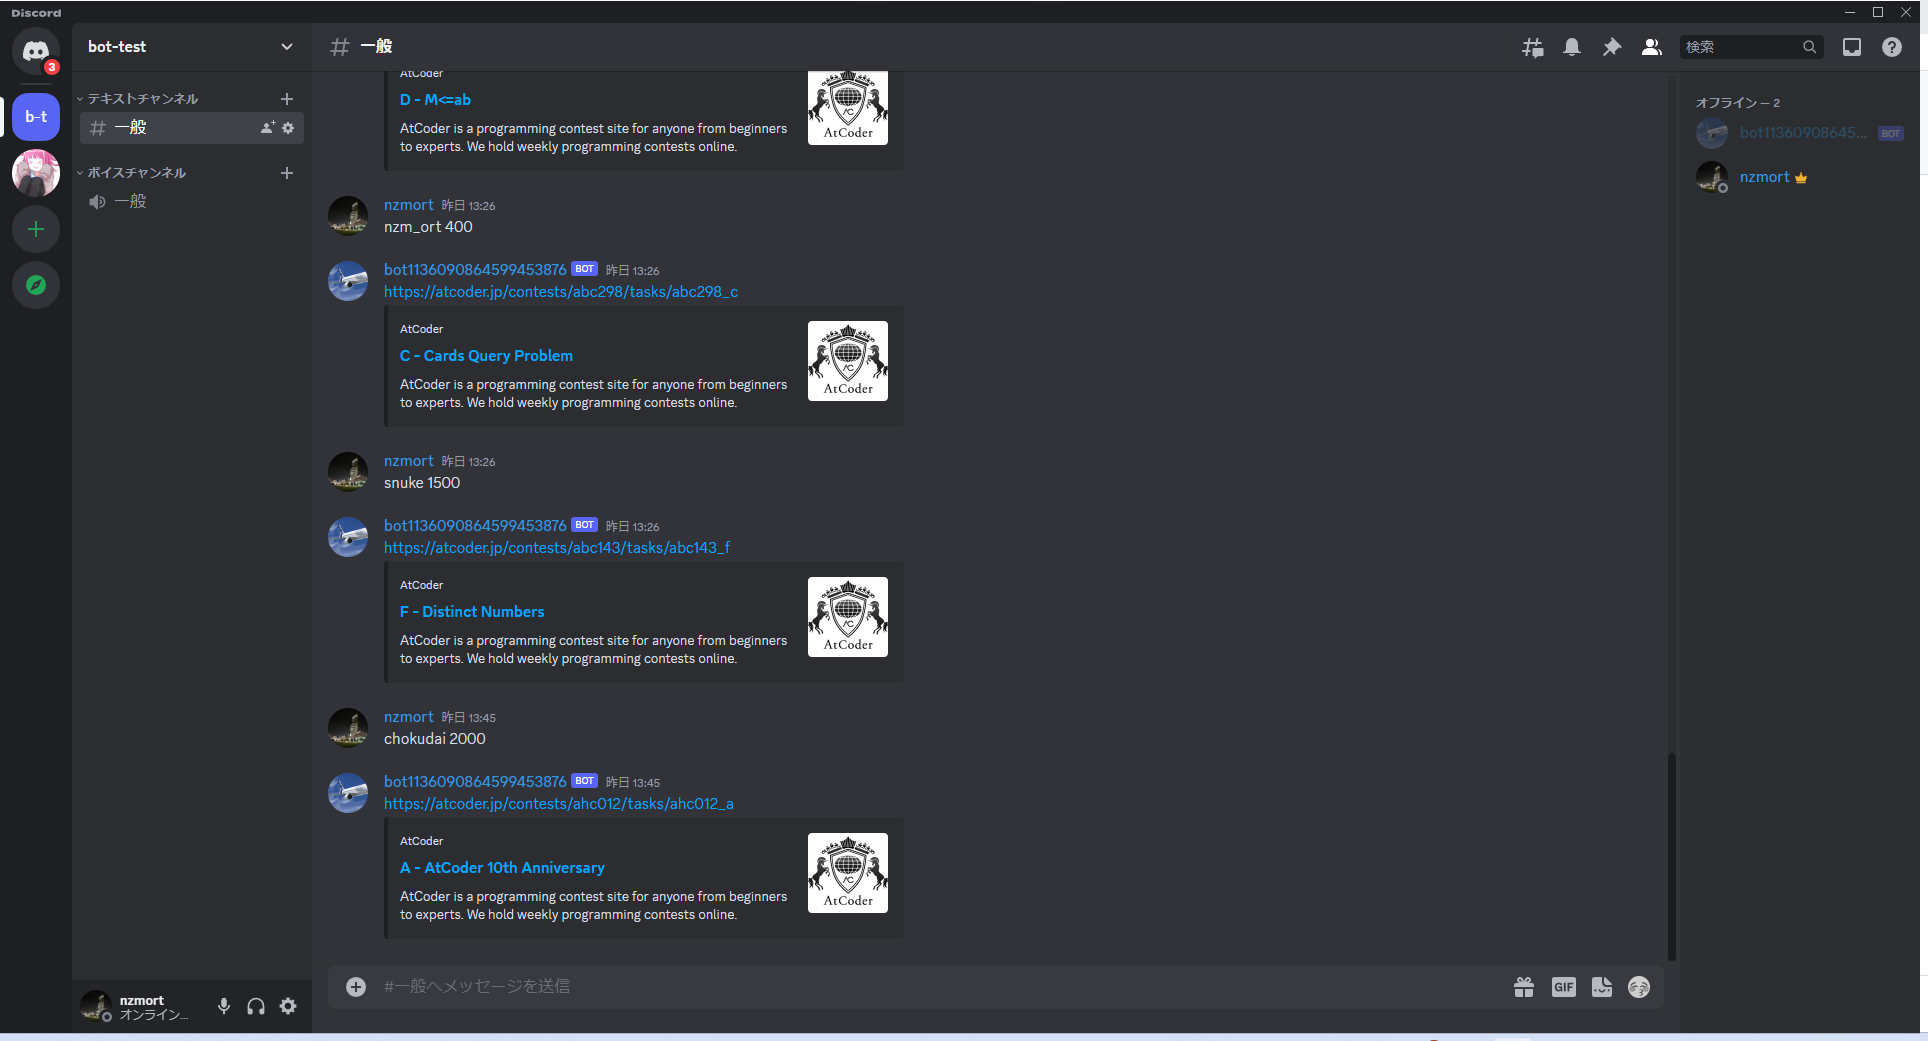 Discord
3
b-t
bot-test
テキストチャンネル
一般
ボイスチャンネル
一般
nzmort
オンライン...
一般
検索
AtCoder
D - M<=ab
AtCoder is a programming contest site for anyone from beginners
to experts. We hold weekly programming contests online.
AtCoder
nzmort 昨日 13:26
nzm_ort 400
bot1136090864599453876 BOT 昨日 13:26
https://atcoder.jp/contests/abc298/tasks/abc298_c
AtCoder
C - Cards Query Problem
AtCoder is a programming contest site for anyone from beginners
to experts. We hold weekly programming contests online.
AC
AtCoder
nzmort 昨日 13:26
snuke 1500
bot1136090864599453876 BOT 昨日 13:26
https://atcoder.jp/contests/abc143/tasks/abc143_f
AtCoder
F - Distinct Numbers
AtCoder is a programming contest site for anyone from beginners
to experts. We hold weekly programming contests online.
AC
AtCoder
nzmort 昨日 13:45
chokudai 2000
bot1136090864599453876 BOT 昨日 13:45
https://atcoder.jp/contests/ahc012/tasks/ahc012_a
AtCoder
A - AtCoder 10th Anniversary
AtCoder is a programming contest site for anyone from beginners
to experts. We hold weekly programming contests online.
AC
AtCoder
#一般へメッセージを送信
GIF
オフライン — 2
bot11360908645... BOT
nzmort